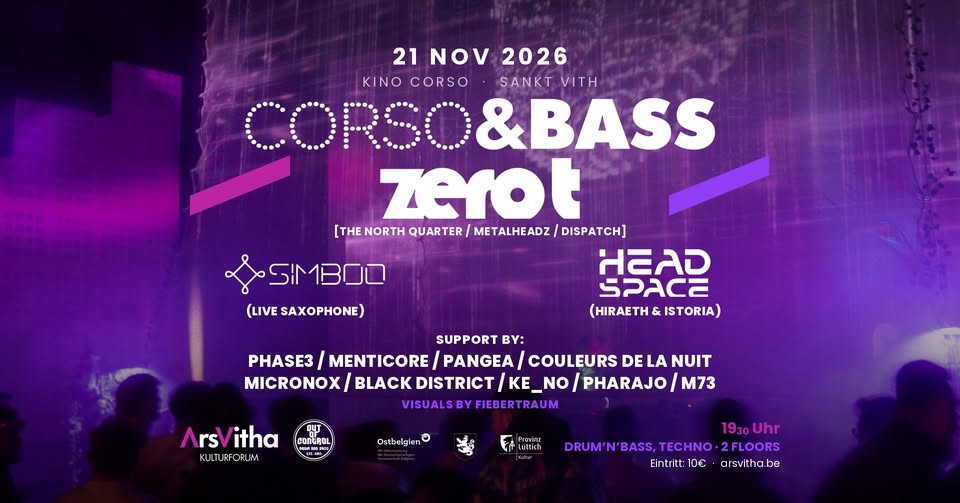 21 NOV 2026
KINO CORSO · SANKT VITH
CORSO&BASS
zero t
[THE NORTH QUARTER / METALHEADZ / DISPATCH]
SIMBOO
(LIVE SAXOPHONE)
HEAD
SPACE
(HIRAETH & ISTORIA)
SUPPORT BY:
PHASE3 / MENTICORE / PANGEA / COULEURS DE LA NUIT
MICRONOX / BLACK DISTRICT / KE_NO / PHARAJO / M73
VISUALS BY FIEBERTRAUM
ArsVitha
KULTURFORUM
OUT
OF
CONTROL
DRUM AND BASS
Ostbelgien
Provinz
Lüttich
Kultur
1930 Uhr
DRUM'N'BASS, TECHNO · 2 FLOORS
Eintritt: 10€ · arsvitha.be